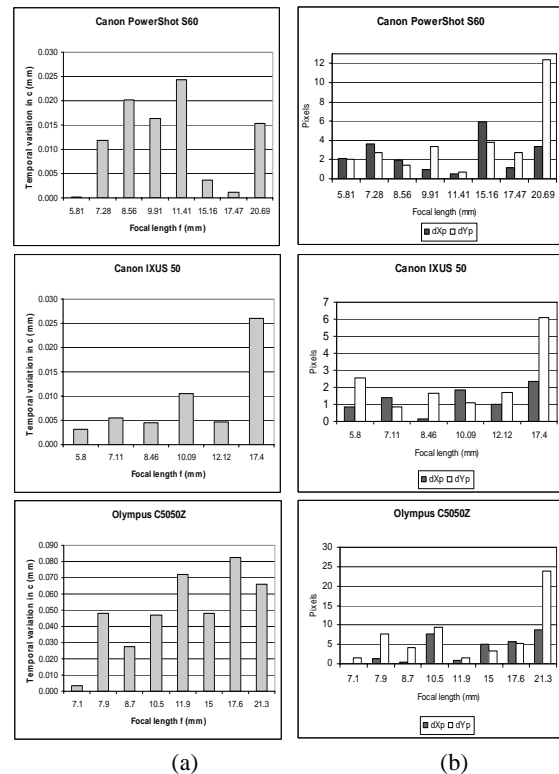 Canon PowerShot S60
Temporal variation in c (mm)
0.030
0.025
0.020
0.015
0.010
0.005
0.000
5.81 7.28 8.56 9.91 11.41 15.16 17.47 20.69
Focal length f (mm)
Canon PowerShot S60
Pixels
12
10
8
6
4
2
0
5.81 7.28 8.56 9.91 11.41 15.16 17.47 20.69
Focal length (mm)
dXp dYp
Canon IXUS 50
Temporal variation in c (mm)
0.030
0.025
0.020
0.015
0.010
0.005
0.000
5.8 7.11 8.46 10.09 12.12 17.4
Focal length f (mm)
Canon IXUS 50
Pixels
7
6
5
4
3
2
1
0
5.8 7.11 8.46 10.09 12.12 17.4
Focal length (mm)
dXp dYp
Olympus C5050Z
Temporal variation in c (mm)
0.090
0.080
0.070
0.060
0.050
0.040
0.030
0.020
0.010
0.000
7.1 7.9 8.7 10.5 11.9 15 17.6 21.3
Focal length f (mm)
Olympus C5050Z
Pixels
30
25
20
15
10
5
0
7.1 7.9 8.7 10.5 11.9 15 17.6 21.3
Focal length (mm)
dXp dYp
(a)
(b)